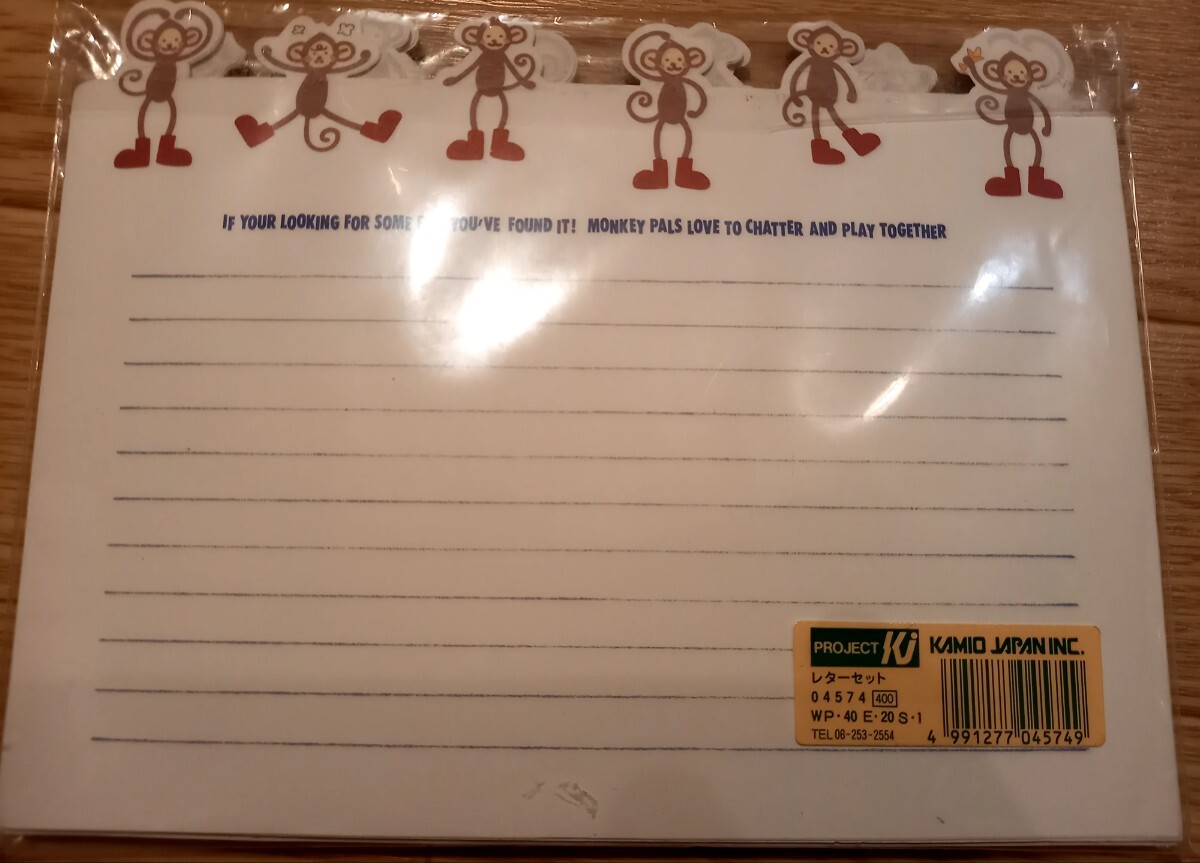 IF YOUR LOOKING FOR SOME YOU'VE FOUND IT! MONKEY PALS LOVE TO CHATTER AND PLAY TOGETHER
PROJECT Ki KAMIO JAPAN INC.
レターセット
04574 400
WP・40 E・20 S・1
TEL 06-253-2554
4 991277 045749